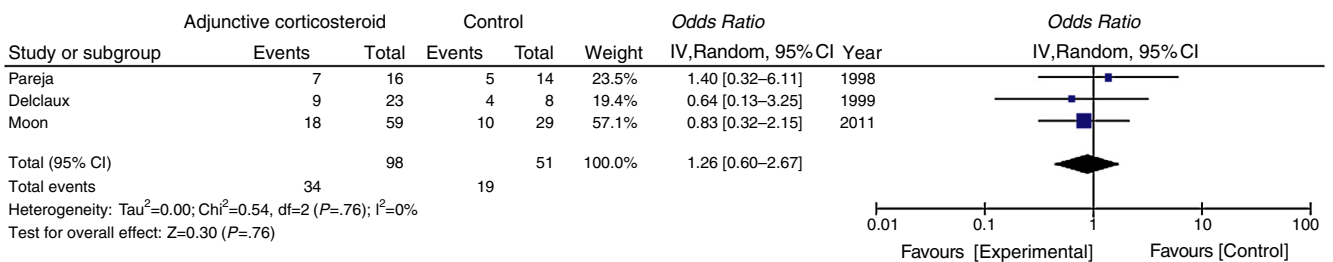 Adjunctive corticosteroid Control Odds Ratio Odds Ratio
Study or subgroup Events Total Events Total Weight IV,Random, 95%CI Year IV,Random, 95%CI
Pareja 7 16 5 14 23.5% 1.40 [0.32–6.11] 1998
Delclaux 9 23 4 8 19.4% 0.64 [0.13–3.25] 1999
Moon 18 59 10 29 57.1% 0.83 [0.32–2.15] 2011
Total (95% CI) 98 51 100.0% 1.26 [0.60–2.67]
Total events 34 19
Heterogeneity: Tau²=0.00; Chi²=0.54, df=2 (P=.76); I²=0%
Test for overall effect: Z=0.30 (P=.76)
0.01 0.1 1 10 100
Favours [Experimental] Favours [Control]